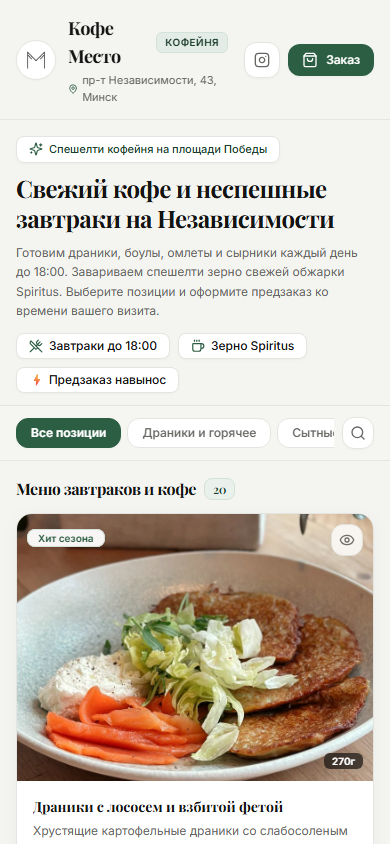 Кофе
Место
КОФЕЙНЯ
пр-т Независимости, 43,
Минск
Заказ
Спешелти кофейня на площади Победы
Свежий кофе и неспешные
завтраки на Независимости
Готовим драники, боулы, омлеты и сырники каждый день
до 18:00. Завариваем спешелти зерно свежей обжарки
Spiritus. Выберите позиции и оформите предзаказ ко
времени вашего визита.
Завтраки до 18:00
Зерно Spiritus
Предзаказ навынос
Все позиции
Драники и горячее
Сытны
Меню завтраков и кофе 20
Хит сезона
270г
Драники с лососем и взбитой фетой
Хрустящие картофельные драники со слабосоленым